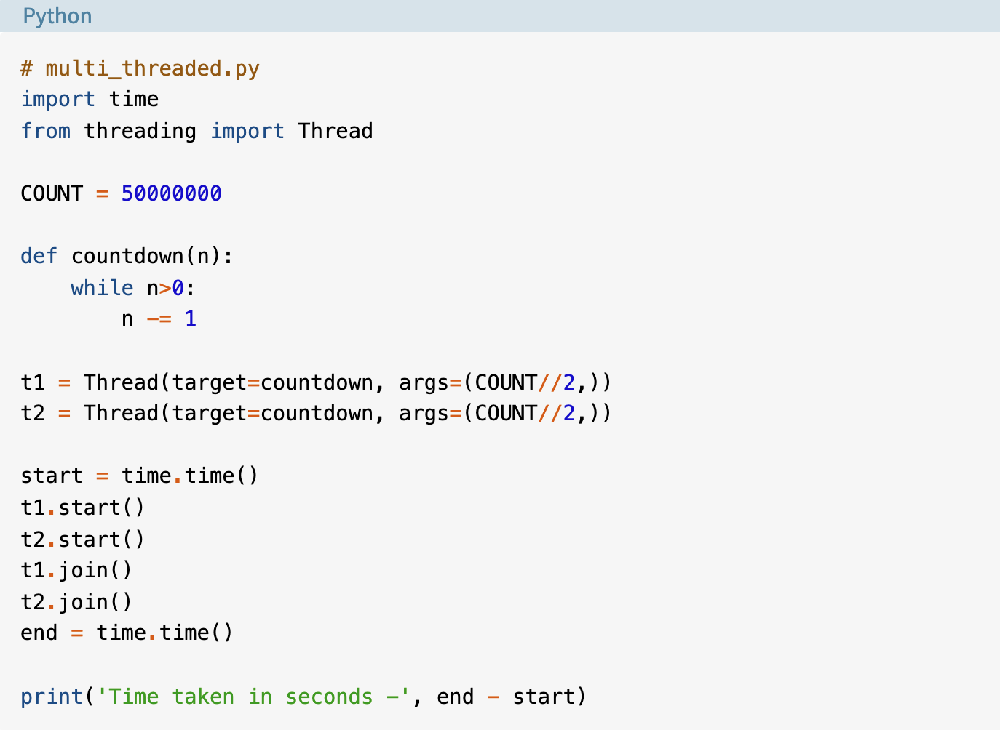 Python
# multi_threaded.py
import time
from threading import Thread
COUNT = 50000000
def countdown(n):
    while n>0:
        n -= 1
t1 = Thread(target=countdown, args=(COUNT//2,))
t2 = Thread(target=countdown, args=(COUNT//2,))
start = time.time()
t1.start()
t2.start()
t1.join()
t2.join()
end = time.time()
print('Time taken in seconds -', end - start)